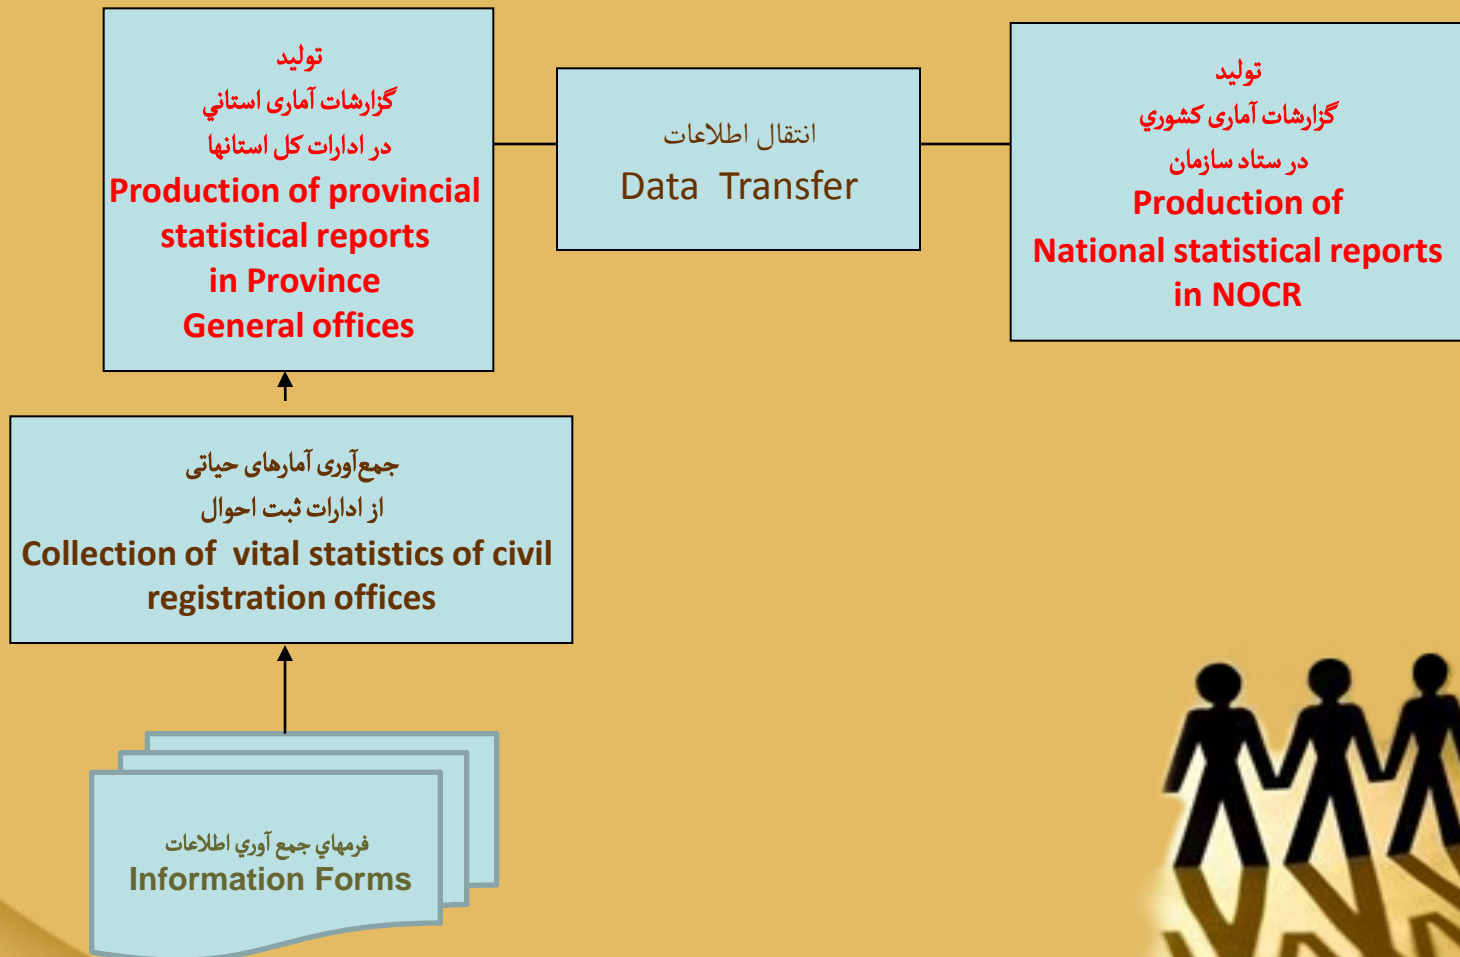 تولید
گزارشات آماری استاني
در ادارات کل استانها
Production of provincial
statistical reports
in Province
General offices
انتقال اطلاعات
Data Transfer
تولید
گزارشات آماری کشوري
در ستاد سازمان
Production of
National statistical reports
in NOCR
جمع‌آوری آمارهای حیاتی
از ادارات ثبت احوال
Collection of vital statistics of civil
registration offices
فرمهاي جمع آوري اطلاعات
Information Forms